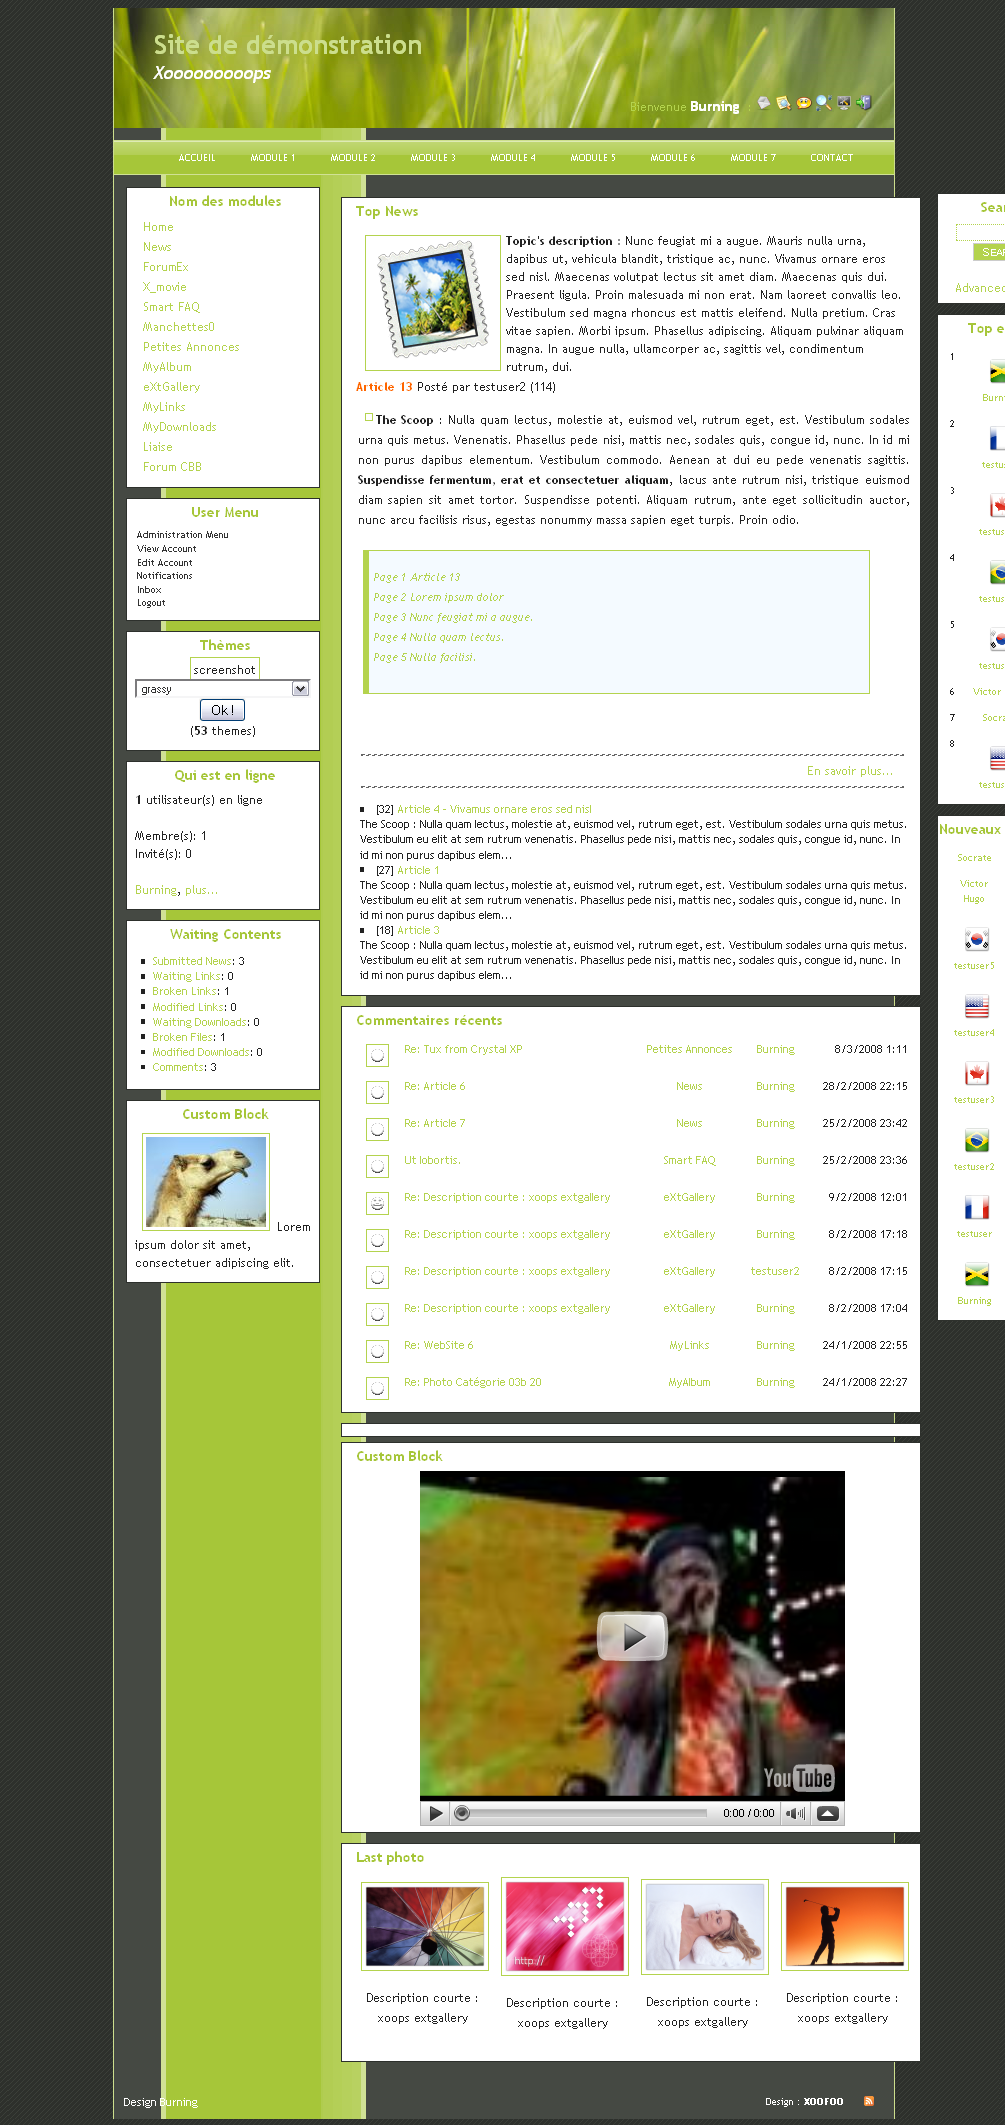 Site de démonstration
Xoooooooooops
Bienvenue Burning :
ACCUEIL MODULE 1 MODULE 2 MODULE 3 MODULE 4 MODULE 5 MODULE 6 MODULE 7 CONTACT
Nom des modules
Home
News
ForumEx
X_movie
Smart FAQ
Manchettes0
Petites Annonces
MyAlbum
eXtGallery
MyLinks
MyDownloads
Liaise
Forum CBB
User Menu
Administration Menu
View Account
Edit Account
Notifications
Inbox
Logout
Thèmes
screenshot
grassy
Ok !
(53 themes)
Qui est en ligne
1 utilisateur(s) en ligne
Membre(s): 1
Invité(s): 0
Burning, plus...
Waiting Contents
Submitted News: 3
Waiting Links: 0
Broken Links: 1
Modified Links: 0
Waiting Downloads: 0
Broken Files: 1
Modified Downloads: 0
Comments: 3
Custom Block
Lorem
ipsum dolor sit amet,
consectetuer adipiscing elit.
Top News
Topic's description : Nunc feugiat mi a augue. Mauris nulla urna,
dapibus ut, vehicula blandit, tristique ac, nunc. Vivamus ornare eros
sed nisl. Maecenas volutpat lectus sit amet diam. Maecenas quis dui.
Praesent ligula. Proin malesuada mi non erat. Nam laoreet convallis leo.
Vestibulum sed magna rhoncus est mattis eleifend. Nulla pretium. Cras
vitae sapien. Morbi ipsum. Phasellus adipiscing. Aliquam pulvinar aliquam
magna. In augue nulla, ullamcorper ac, sagittis vel, condimentum
rutrum, dui.
Article 13 Posté par testuser2 (114)
The Scoop : Nulla quam lectus, molestie at, euismod vel, rutrum eget, est. Vestibulum sodales
urna quis metus. Venenatis. Phasellus pede nisi, mattis nec, sodales quis, congue id, nunc. In id mi
non purus dapibus elementum. Vestibulum commodo. Aenean at dui eu pede venenatis sagittis.
Suspendisse fermentum, erat et consectetuer aliquam, lacus ante rutrum nisi, tristique euismod
diam sapien sit amet tortor. Suspendisse potenti. Aliquam rutrum, ante eget sollicitudin auctor,
nunc arcu facilisis risus, egestas nonummy massa sapien eget turpis. Proin odio.
Page 1 Article 13
Page 2 Lorem ipsum dolor
Page 3 Nunc feugiat mi a augue.
Page 4 Nulla quam lectus.
Page 5 Nulla facilisi.
En savoir plus...
[32] Article 4 - Vivamus ornare eros sed nisl
The Scoop : Nulla quam lectus, molestie at, euismod vel, rutrum eget, est. Vestibulum sodales urna quis metus.
Vestibulum eu elit at sem rutrum venenatis. Phasellus pede nisi, mattis nec, sodales quis, congue id, nunc. In
id mi non purus dapibus elem...
[27] Article 1
The Scoop : Nulla quam lectus, molestie at, euismod vel, rutrum eget, est. Vestibulum sodales urna quis metus.
Vestibulum eu elit at sem rutrum venenatis. Phasellus pede nisi, mattis nec, sodales quis, congue id, nunc. In
id mi non purus dapibus elem...
[18] Article 3
The Scoop : Nulla quam lectus, molestie at, euismod vel, rutrum eget, est. Vestibulum sodales urna quis metus.
Vestibulum eu elit at sem rutrum venenatis. Phasellus pede nisi, mattis nec, sodales quis, congue id, nunc. In
id mi non purus dapibus elem...
Commentaires récents
Re: Tux from Crystal XP Petites Annonces Burning 8/3/2008 1:11
Re: Article 6 News Burning 28/2/2008 22:15
Re: Article 7 News Burning 25/2/2008 23:42
Ut lobortis. Smart FAQ Burning 25/2/2008 23:36
Re: Description courte : xoops extgallery eXtGallery Burning 9/2/2008 12:01
Re: Description courte : xoops extgallery eXtGallery Burning 8/2/2008 17:18
Re: Description courte : xoops extgallery eXtGallery testuser2 8/2/2008 17:15
Re: Description courte : xoops extgallery eXtGallery Burning 8/2/2008 17:04
Re: WebSite 6 MyLinks Burning 24/1/2008 22:55
Re: Photo Catégorie 03b 20 MyAlbum Burning 24/1/2008 22:27
Custom Block
YouTube
0:00 / 0:00
Last photo
http://
Description courte :
xoops extgallery
Description courte :
xoops extgallery
Description courte :
xoops extgallery
Description courte :
xoops extgallery
Advanced
1
2
3
4
5
6 Victor
7
8
Nouveaux
Socrate
Victor
Hugo
testuser5
testuser4
testuser3
testuser2
testuser
Burning
Design Burning
Design : XOOFOO